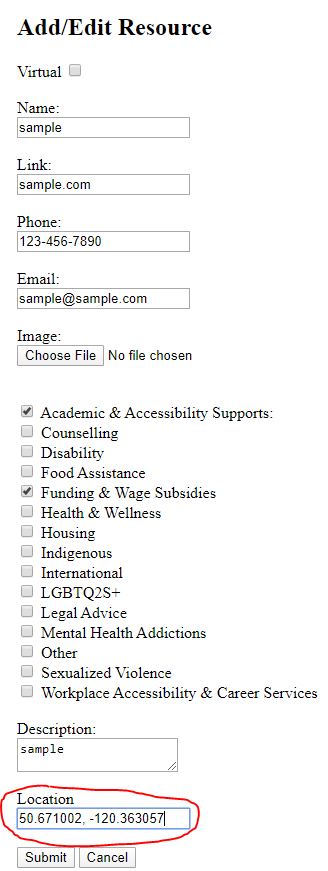 Add/Edit Resource
Virtual
Name:
sample
Link:
sample.com
Phone:
123-456-7890
Email:
sample@sample.com
Image:
Choose File No file chosen
Academic & Accessibility Supports:
Counselling
Disability
Food Assistance
Funding & Wage Subsidies
Health & Wellness
Housing
Indigenous
International
LGBTQ2S+
Legal Advice
Mental Health Addictions
Other
Sexualized Violence
Workplace Accessibility & Career Services
Description:
sample
Location
50.671002, -120.363057
Submit Cancel